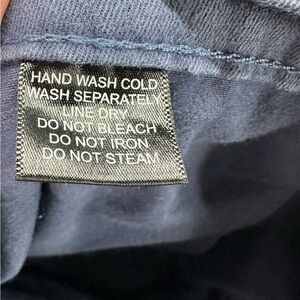 HAND WASH COLD
WASH SEPARATELY
LINE DRY
DO NOT BLEACH
DO NOT IRON
DO NOT STEAM